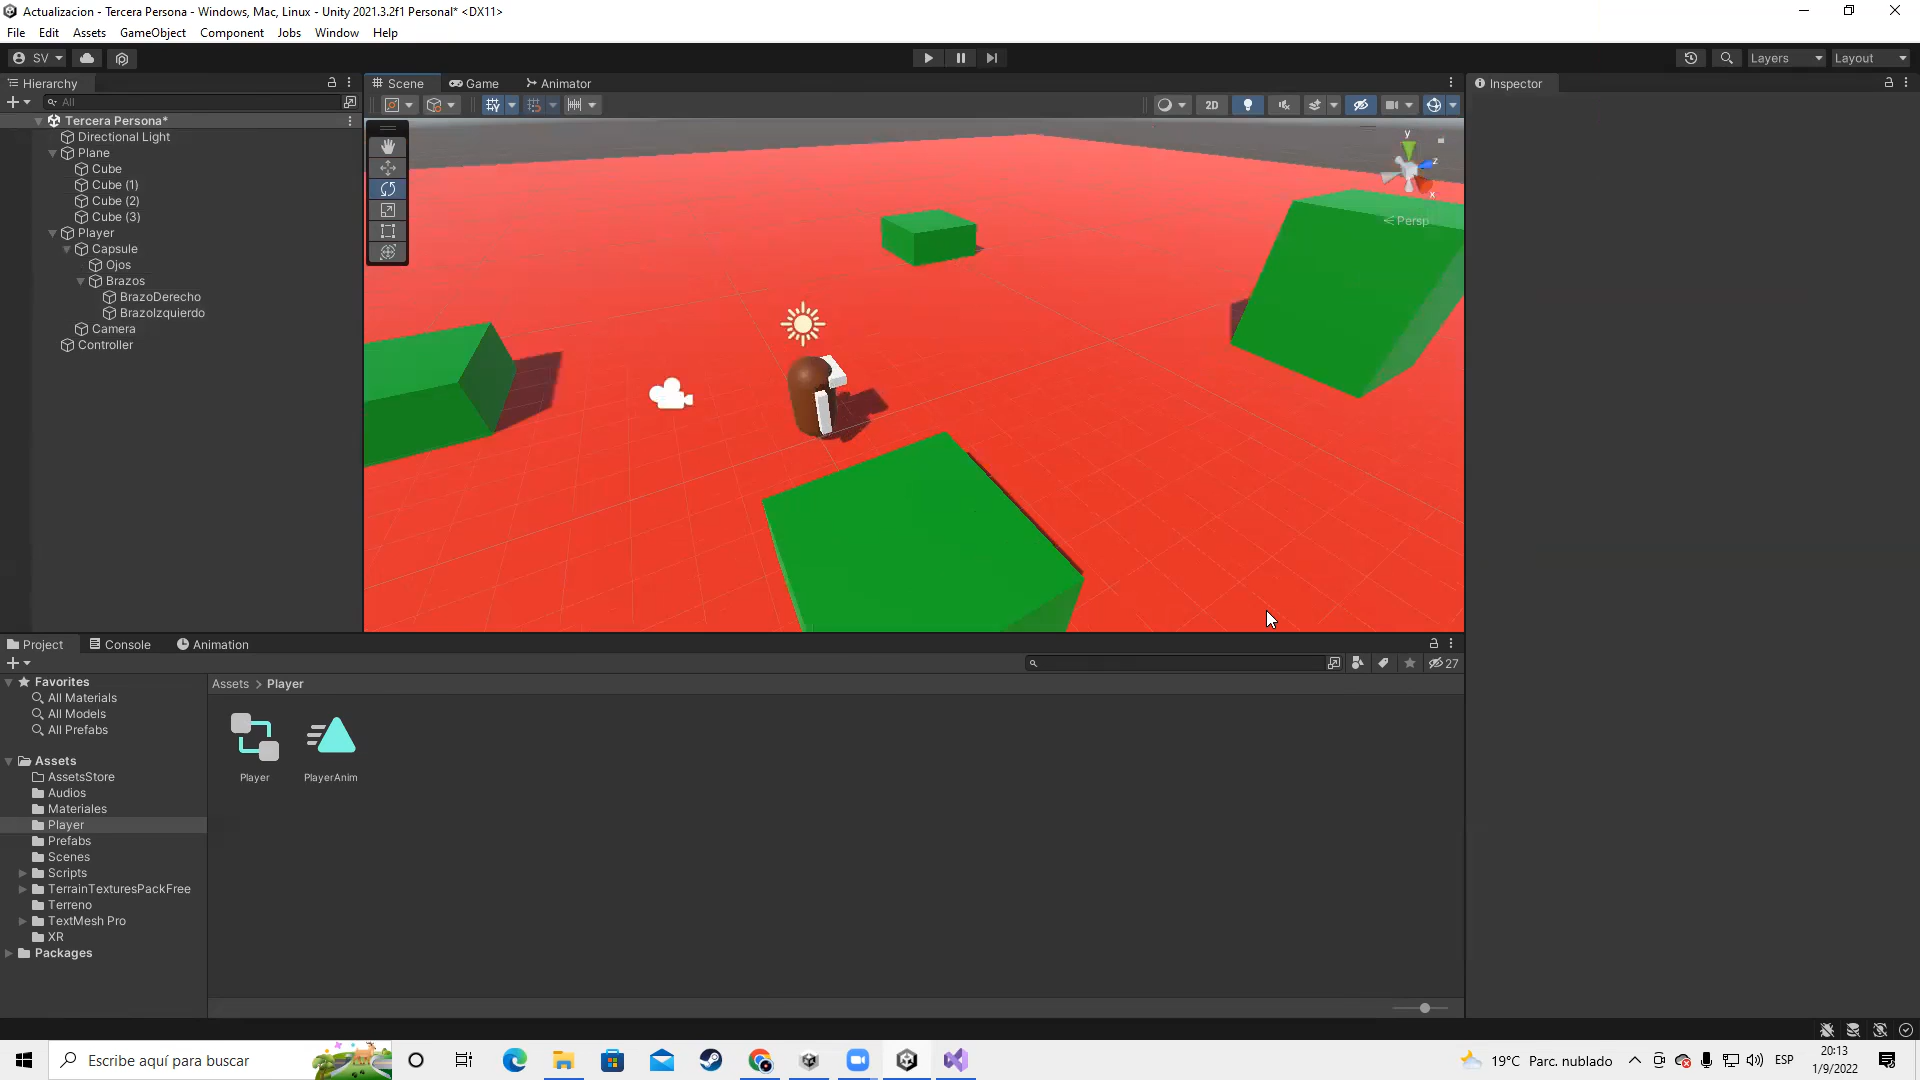 Actualizacion - Tercera Persona - Windows, Mac, Linux - Unity 2021.3.2f1 Personal* <DX11>
File Edit Assets GameObject Component Jobs Window Help
SV Layers Layout
Hierarchy
All
Tercera Persona*
Directional Light
Plane
Cube
Cube (1)
Cube (2)
Cube (3)
Player
Capsule
Ojos
Brazos
BrazoDerecho
BrazoIzquierdo
Camera
Controller
Scene Game Animator
2D
y
z
x
Persp
Inspector
Project Console Animation
27
Favorites
All Materials
All Models
All Prefabs
Assets
AssetsStore
Audios
Materiales
Player
Prefabs
Scenes
Scripts
TerrainTexturesPackFree
Terreno
TextMesh Pro
XR
Packages
Assets > Player
Player PlayerAnim
Escribe aquí para buscar
19°C Parc. nublado
ESP
20:13
1/9/2022